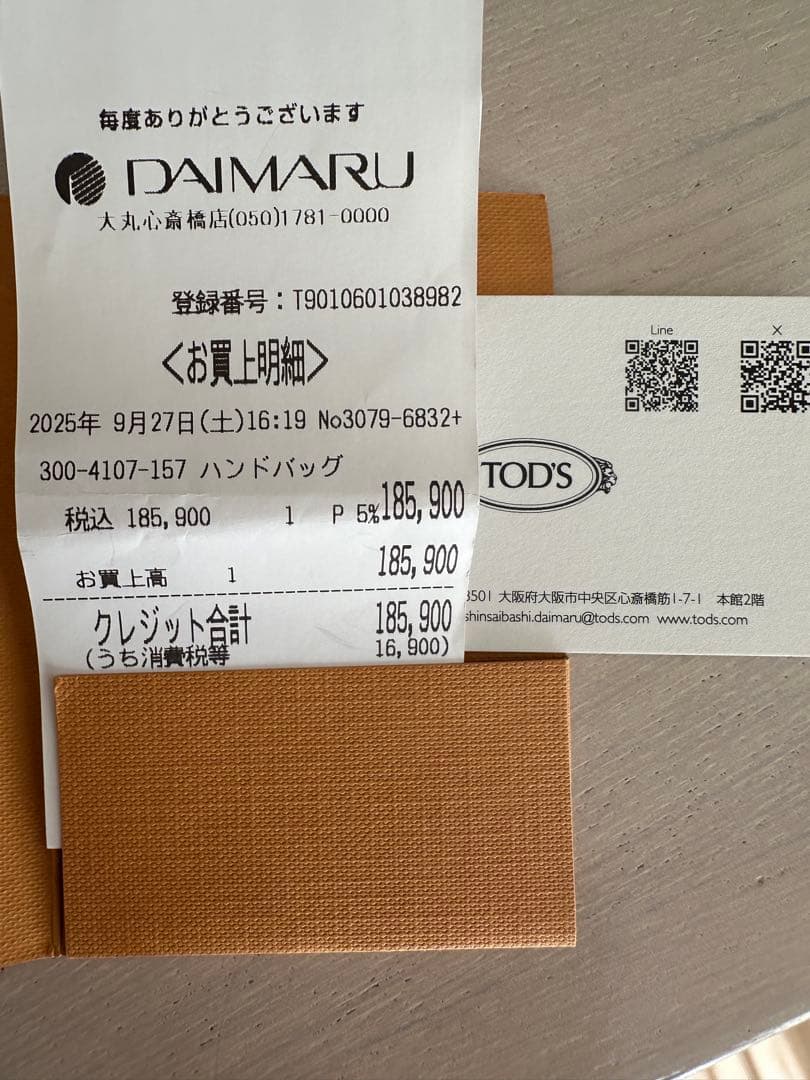 毎度ありがとうございます
DAIMARU
大丸心斎橋店(050)1781-0000
登録番号：T9010601038982
<お買上明細>
2025年 9月27日(土)16:19 No3079-6832+
300-4107-157 ハンドバッグ
税込 185,900 1 P 5% 185,900
お買上高 1 185,900
クレジット合計 185,900
(うち消費税等 16,900)
Line X
TOD'S
3501 大阪府大阪市中央区心斎橋筋1-7-1 本館2階
shinsaibashi.daimaru@tods.com www.tods.com